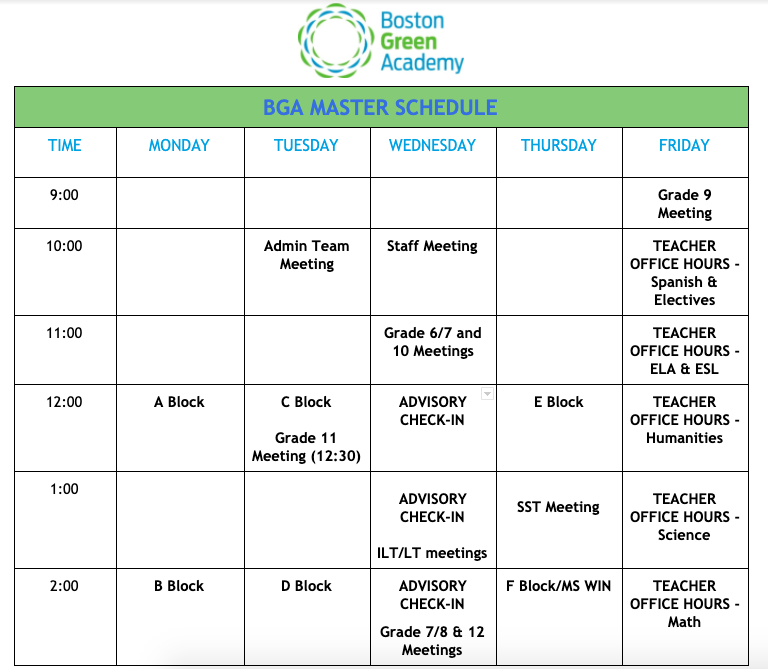 Boston
Green
Academy
BGA MASTER SCHEDULE
TIME MONDAY TUESDAY WEDNESDAY THURSDAY FRIDAY
9:00 Grade 9
Meeting
10:00 Admin Team Staff Meeting TEACHER
Meeting OFFICE HOURS -
Spanish &
Electives
11:00 Grade 6/7 and TEACHER
10 Meetings OFFICE HOURS -
ELA & ESL
12:00 A Block C Block ADVISORY E Block TEACHER
CHECK-IN OFFICE HOURS -
Grade 11 Humanities
Meeting (12:30)
1:00
ADVISORY SST Meeting TEACHER
CHECK-IN OFFICE HOURS -
Science
ILT/LT meetings
2:00 B Block D Block ADVISORY F Block/MS WIN TEACHER
CHECK-IN OFFICE HOURS -
Math
Grade 7/8 & 12
Meetings